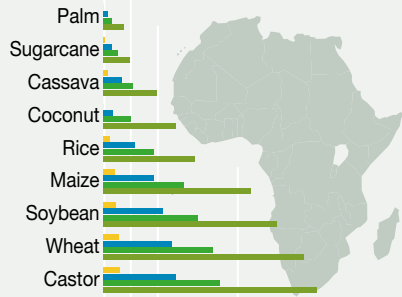 Palm
Sugarcane
Cassava
Coconut
Rice
Maize
Soybean
Wheat
Castor